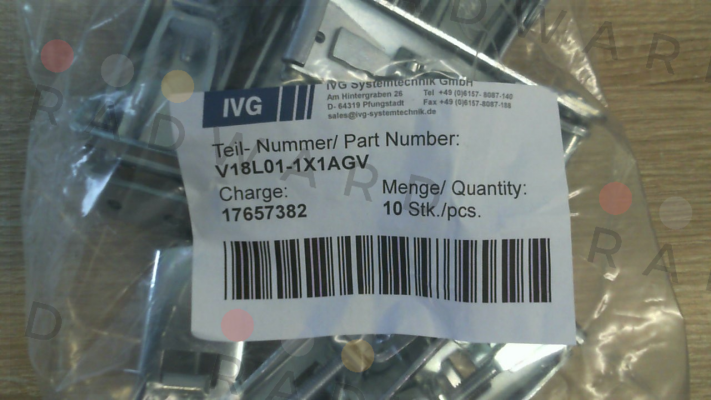 IVG
IVG Systemtechnik GmbH
Am Hintergraben 26
D- 64319 Pfungstadt
sales@ivg-systemtechnik.de
Tel +49 (0)6157- 8087-140
Fax +49 (0)6157-8087-188
Teil- Nummer/ Part Number:
V18L01-1X1AGV
Charge:
17657382
Menge/ Quantity:
10 Stk./pcs.